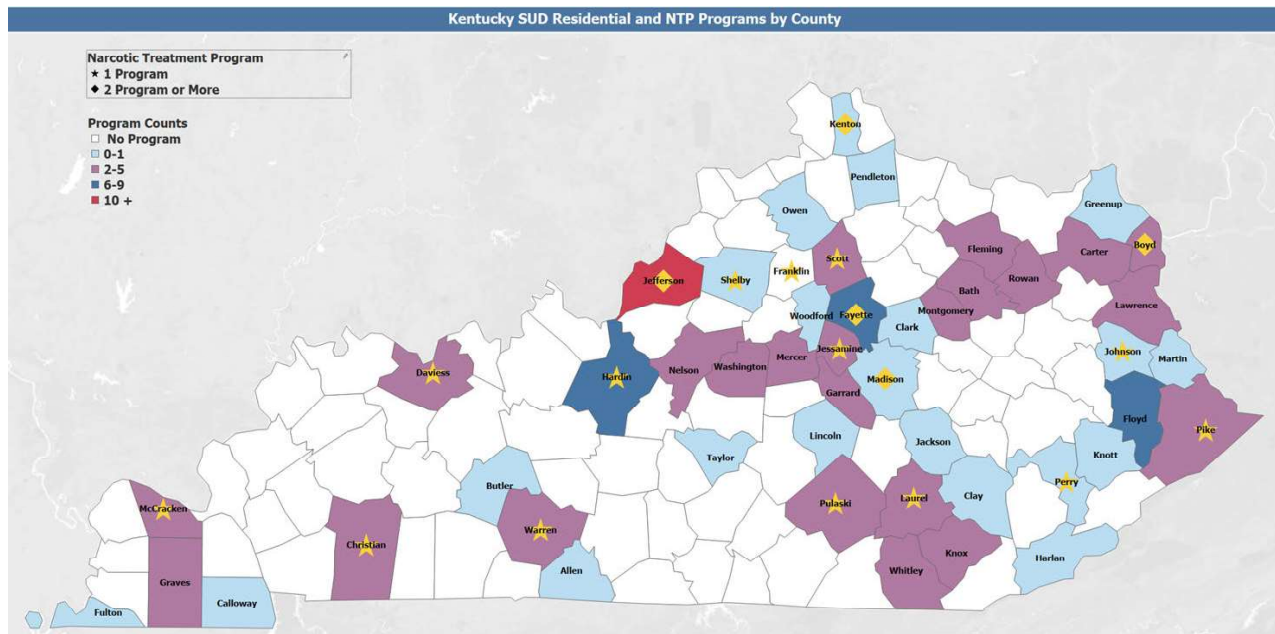 Kentucky SUD Residential and NTP Programs by County
Narcotic Treatment Program
1 Program
2 Program or More
Program Counts
No Program
0-1
2-5
6-9
10 +
Kenton
Pendleton
Owen
Greenup
Fleming
Carter
Boyd
Scott
Franklin
Shelby
Jefferson
Rowan
Bath
Lawrence
Montgomery
Woodford
Fayette
Clark
Jessamine
Johnson
Martin
Mercer
Washington
Nelson
Hardin
Daviess
Madison
Garrard
Floyd
Pike
Lincoln
Jackson
Knott
Taylor
Butler
Perry
Clay
Laurel
Pulaski
McCracken
Warren
Christian
Knox
Harlan
Whitley
Allen
Graves
Calloway
Fulton